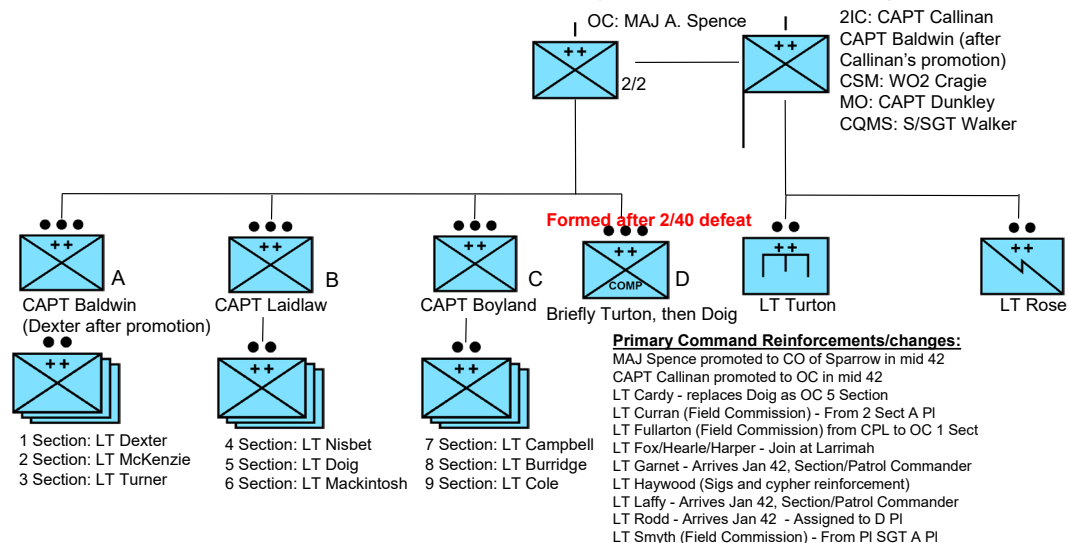 OC: MAJ A. Spence
2/2
2IC: CAPT Callinan
CAPT Baldwin (after
Callinan's promotion)
CSM: WO2 Cragie
MO: CAPT Dunkley
CQMS: S/SGT Walker
Formed after 2/40 defeat
A
CAPT Baldwin
(Dexter after promotion)
B
CAPT Laidlaw
C
CAPT Boyland
COMP
D
Briefly Turton, then Doig
LT Turton
LT Rose
1 Section: LT Dexter
2 Section: LT McKenzie
3 Section: LT Turner
4 Section: LT Nisbet
5 Section: LT Doig
6 Section: LT Mackintosh
7 Section: LT Campbell
8 Section: LT Burridge
9 Section: LT Cole
Primary Command Reinforcements/changes:
MAJ Spence promoted to CO of Sparrow in mid 42
CAPT Callinan promoted to OC in mid 42
LT Cardy - replaces Doig as OC 5 Section
LT Curran (Field Commission) - From 2 Sect A Pl
LT Fullarton (Field Commission) from CPL to OC 1 Sect
LT Fox/Hearle/Harper - Join at Larrimah
LT Garnet - Arrives Jan 42, Section/Patrol Commander
LT Haywood (Sigs and cypher reinforcement)
LT Laffy - Arrives Jan 42, Section/Patrol Commander
LT Rodd - Arrives Jan 42 - Assigned to D Pl
LT Smyth (Field Commission) - From Pl SGT A Pl